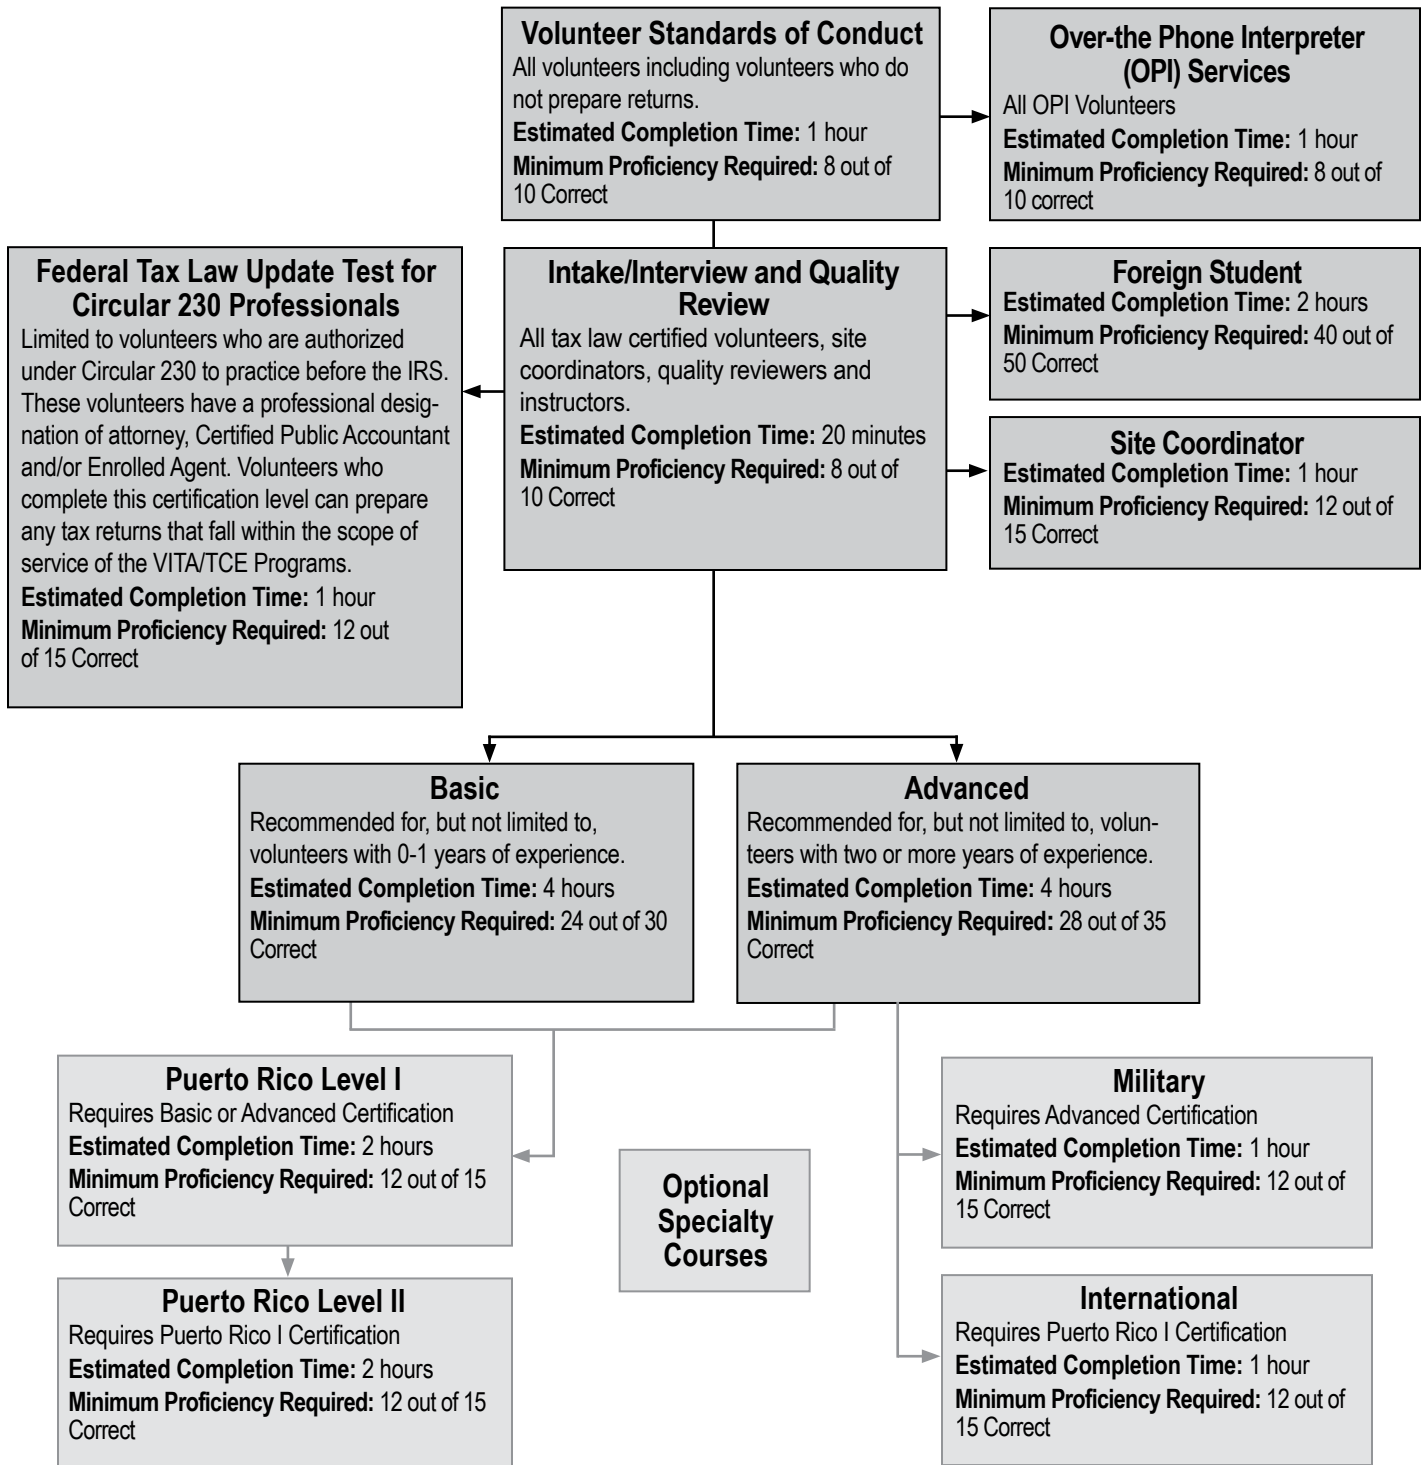 Volunteer Standards of Conduct
All volunteers including volunteers who do
not prepare returns.
Estimated Completion Time: 1 hour
Minimum Proficiency Required: 8 out of
10 Correct
Over-the Phone Interpreter
(OPI) Services
All OPI Volunteers
Estimated Completion Time: 1 hour
Minimum Proficiency Required: 8 out of
10 correct
Federal Tax Law Update Test for
Circular 230 Professionals
Limited to volunteers who are authorized
under Circular 230 to practice before the IRS.
These volunteers have a professional desig-
nation of attorney, Certified Public Accountant
and/or Enrolled Agent. Volunteers who
complete this certification level can prepare
any tax returns that fall within the scope of
service of the VITA/TCE Programs.
Estimated Completion Time: 1 hour
Minimum Proficiency Required: 12 out
of 15 Correct
Intake/Interview and Quality
Review
All tax law certified volunteers, site
coordinators, quality reviewers and
instructors.
Estimated Completion Time: 20 minutes
Minimum Proficiency Required: 8 out of
10 Correct
Foreign Student
Estimated Completion Time: 2 hours
Minimum Proficiency Required: 40 out of
50 Correct
Site Coordinator
Estimated Completion Time: 1 hour
Minimum Proficiency Required: 12 out of
15 Correct
Basic
Recommended for, but not limited to,
volunteers with 0-1 years of experience.
Estimated Completion Time: 4 hours
Minimum Proficiency Required: 24 out of 30
Correct
Advanced
Recommended for, but not limited to, volun-
teers with two or more years of experience.
Estimated Completion Time: 4 hours
Minimum Proficiency Required: 28 out of 35
Correct
Puerto Rico Level I
Requires Basic or Advanced Certification
Estimated Completion Time: 2 hours
Minimum Proficiency Required: 12 out of 15
Correct
Optional
Specialty
Courses
Military
Requires Advanced Certification
Estimated Completion Time: 1 hour
Minimum Proficiency Required: 12 out of
15 Correct
Puerto Rico Level II
Requires Puerto Rico I Certification
Estimated Completion Time: 2 hours
Minimum Proficiency Required: 12 out of 15
Correct
International
Requires Puerto Rico I Certification
Estimated Completion Time: 1 hour
Minimum Proficiency Required: 12 out of
15 Correct